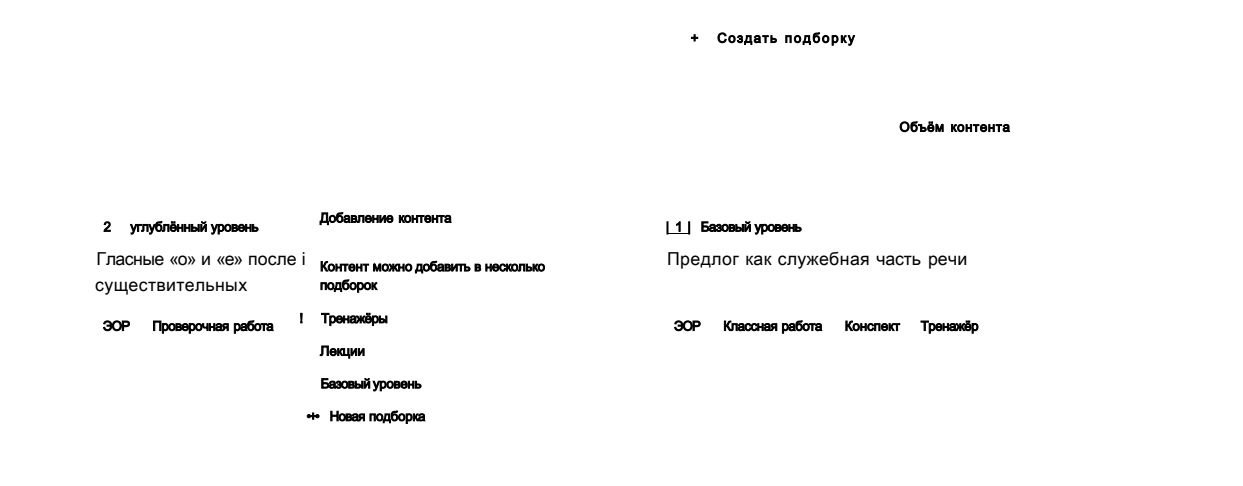 + Создать подборку
Объём контента
2 углублённый уровень
Гласные «о» и «е» после i
существительных
ЭОР Проверочная работа
Добавление контента
Контент можно добавить в несколько
подборок
! Тренажёры
Лекции
Базовый уровень
Новая подборка
| 1 | Базовый уровень
Предлог как служебная часть речи
ЭОР Классная работа Конспект Тренажёр